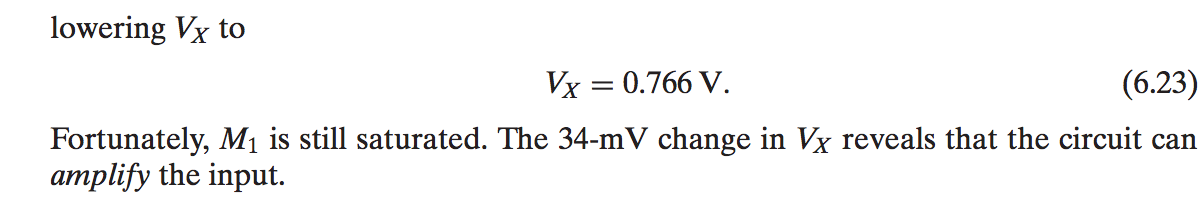 lowering V_X to
V_X = 0.766 V. (6.23)
Fortunately, M_1 is still saturated. The 34-mV change in V_X reveals that the circuit can
amplify the input.